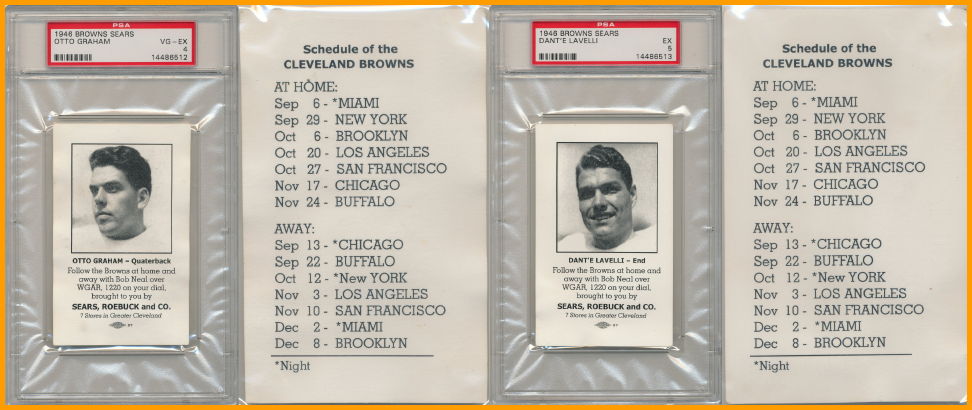 PSA
1946 BROWNS SEARS
OTTO GRAHAM VG-EX
4
14486512
OTTO GRAHAM – Quaterback
Follow the Browns at home and
away with Bob Neal over
WGAR, 1220 on your dial,
brought to you by
SEARS, ROEBUCK and CO.
7 Stores in Greater Cleveland
Schedule of the
CLEVELAND BROWNS
AT HOME:
Sep 6 - *MIAMI
Sep 29 - NEW YORK
Oct 6 - BROOKLYN
Oct 20 - LOS ANGELES
Oct 27 - SAN FRANCISCO
Nov 17 - CHICAGO
Nov 24 - BUFFALO
AWAY:
Sep 13 - *CHICAGO
Sep 22 - BUFFALO
Oct 12 - *New YORK
Nov 3 - LOS ANGELES
Nov 10 - SAN FRANCISCO
Dec 2 - *MIAMI
Dec 8 - BROOKLYN
*Night
PSA
1946 BROWNS SEARS
DANT'E LAVELLI EX
5
14486513
DANT'E LAVELLI – End
Follow the Browns at home and
away with Bob Neal over
WGAR, 1220 on your dial,
brought to you by
SEARS, ROEBUCK and CO.
7 Stores in Greater Cleveland
Schedule of the
CLEVELAND BROWNS
AT HOME:
Sep 6 - *MIAMI
Sep 29 - NEW YORK
Oct 6 - BROOKLYN
Oct 20 - LOS ANGELES
Oct 27 - SAN FRANCISCO
Nov 17 - CHICAGO
Nov 24 - BUFFALO
AWAY:
Sep 13 - *CHICAGO
Sep 22 - BUFFALO
Oct 12 - *New YORK
Nov 3 - LOS ANGELES
Nov 10 - SAN FRANCISCO
Dec 2 - *MIAMI
Dec 8 - BROOKLYN
*Night